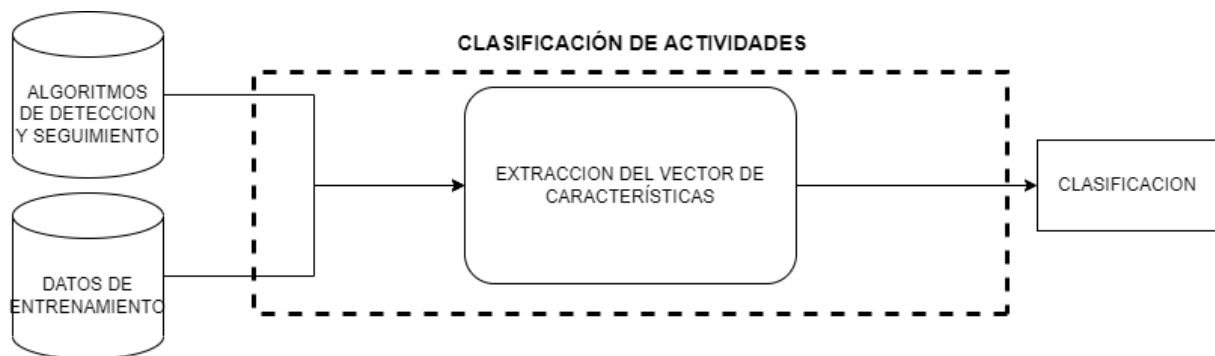 CLASIFICACIÓN DE ACTIVIDADES
ALGORITMOS
DE DETECCION
Y SEGUIMIENTO
EXTRACCION DEL VECTOR DE
CARACTERÍSTICAS
CLASIFICACION
DATOS DE
ENTRENAMIENTO